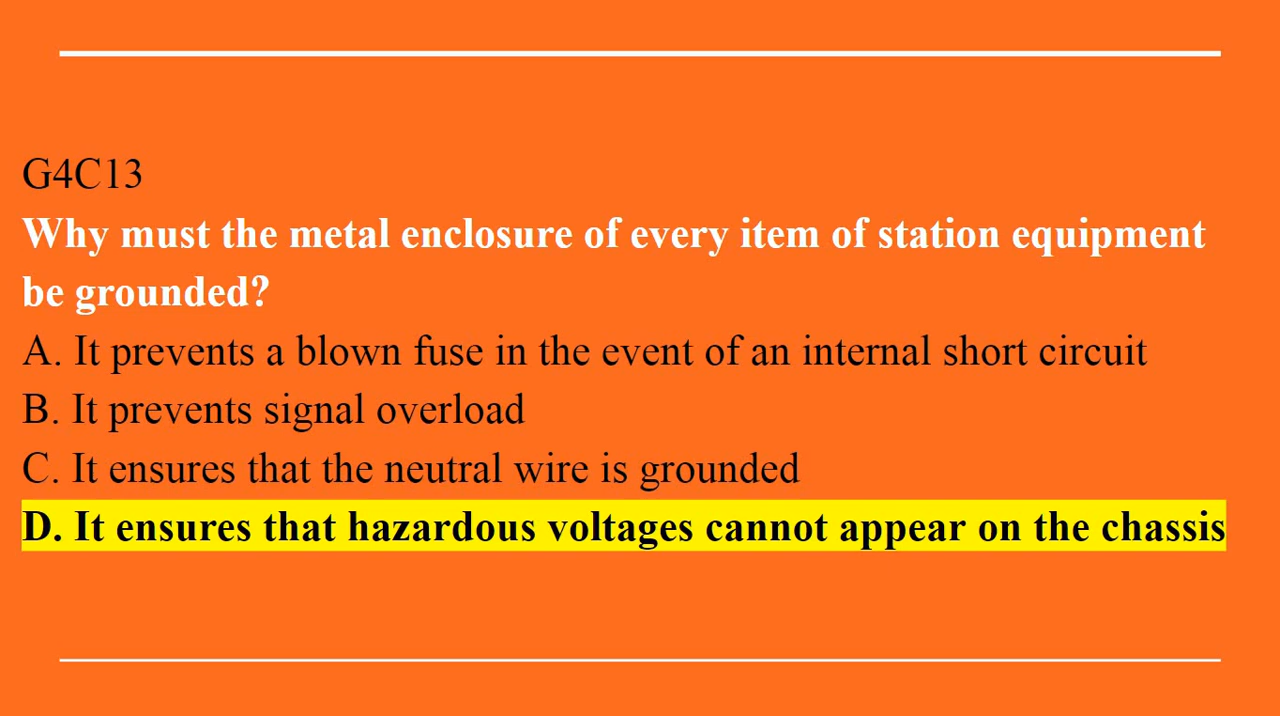 G4C13
Why must the metal enclosure of every item of station equipment
be grounded?
A. It prevents a blown fuse in the event of an internal short circuit
B. It prevents signal overload
C. It ensures that the neutral wire is grounded
D. It ensures that hazardous voltages cannot appear on the chassis